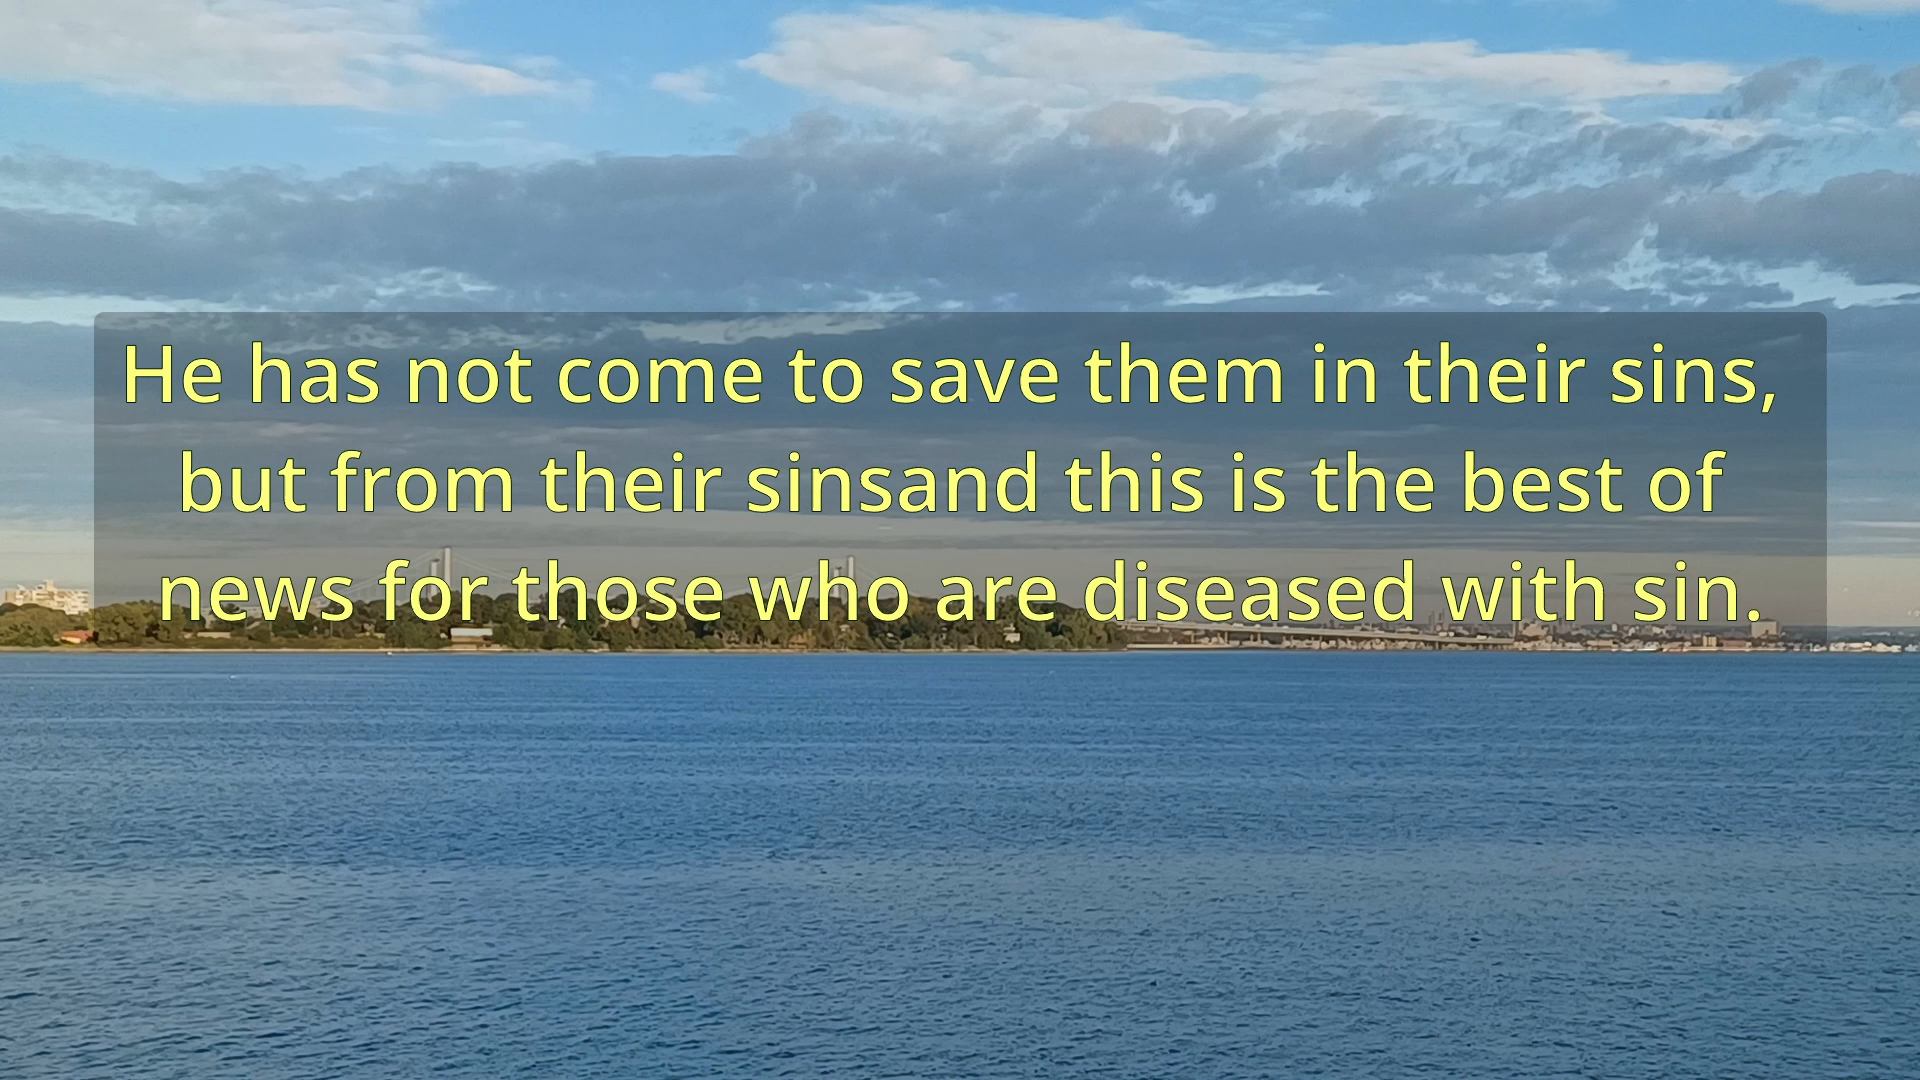 He has not come to save them in their sins,
but from their sinsand this is the best of
news for those who are diseased with sin.